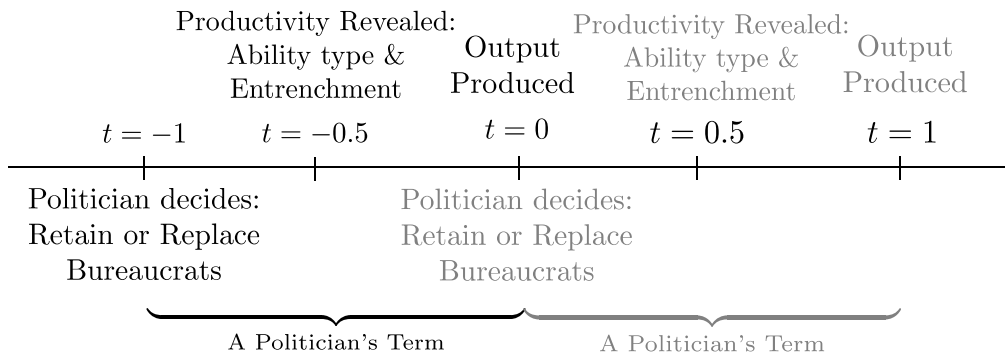 Productivity Revealed:
Ability type &
Entrenchment
Output
Produced
Productivity Revealed:
Ability type &
Entrenchment
Output
Produced
t = −1
t = −0.5
t = 0
t = 0.5
t = 1
Politician decides:
Retain or Replace
Bureaucrats
Politician decides:
Retain or Replace
Bureaucrats
A Politician's Term
A Politician's Term